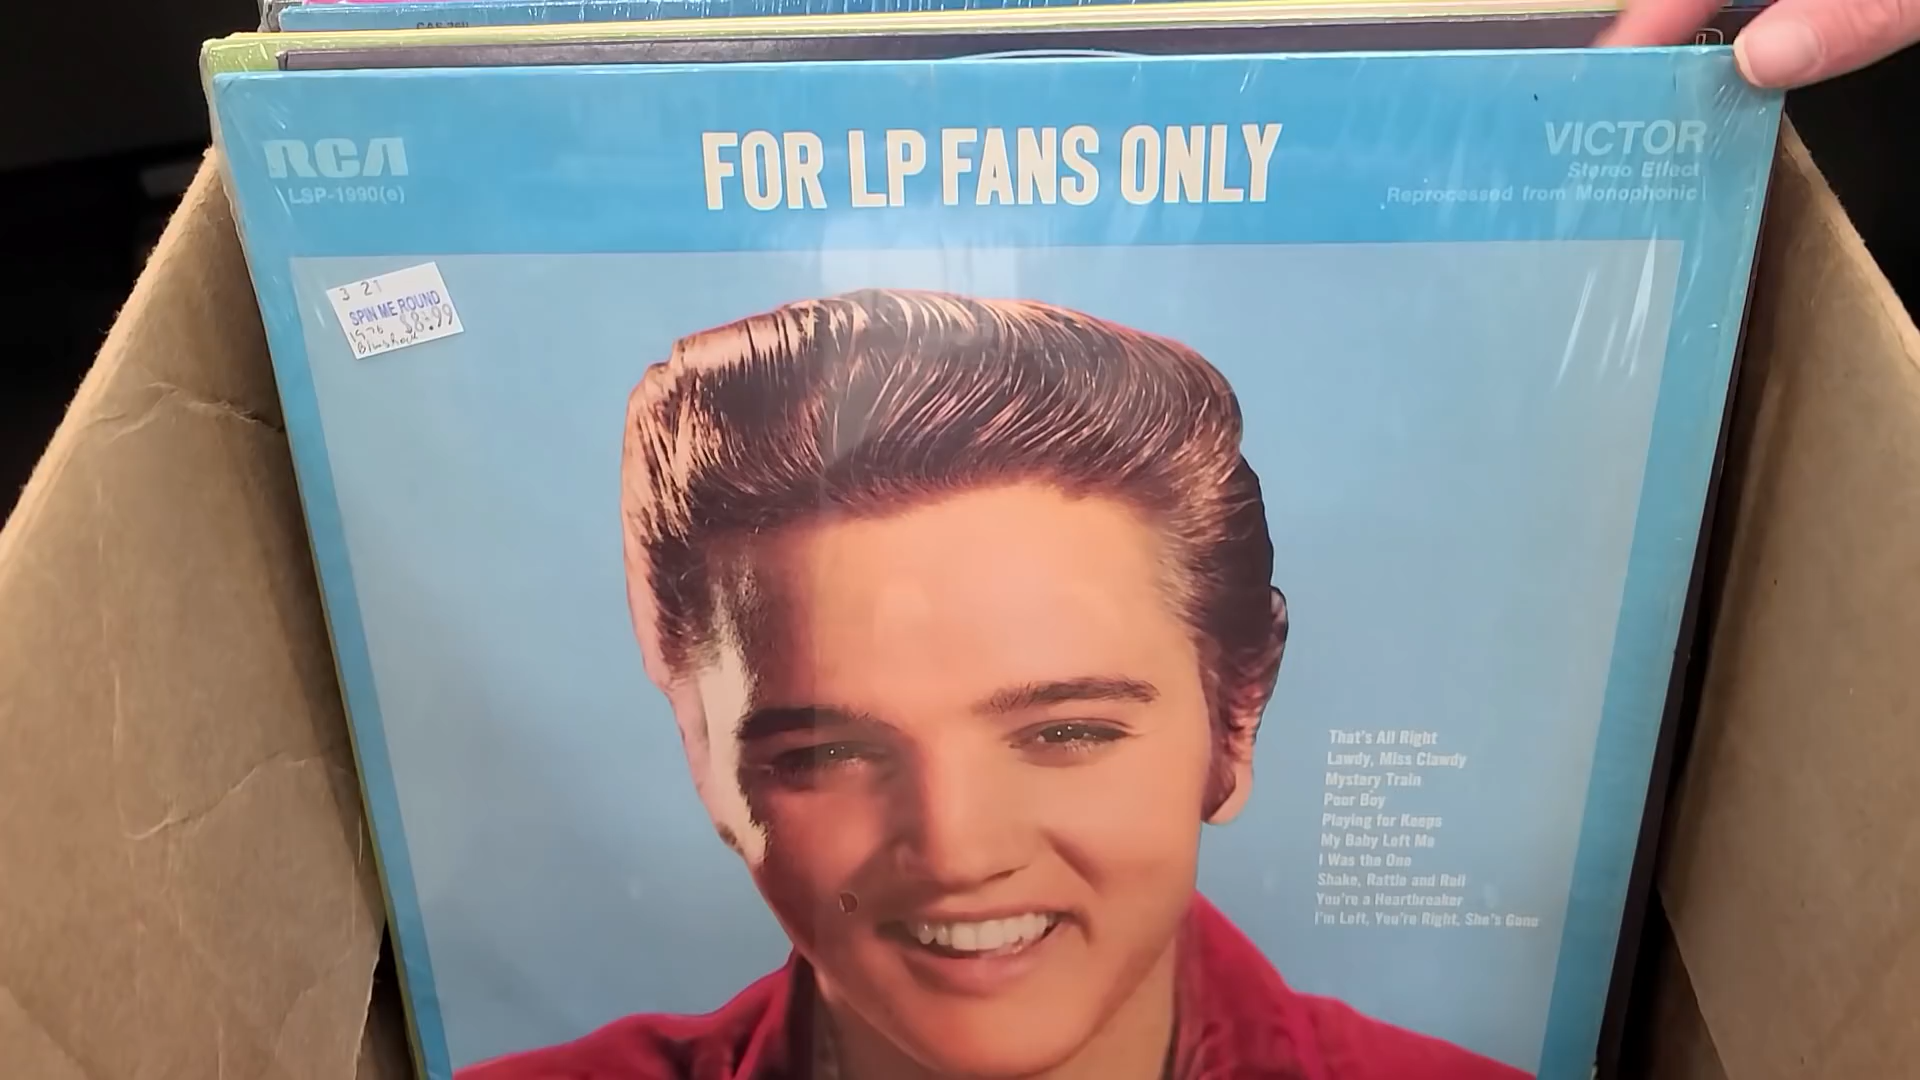 RCA
LSP-1990(e)
FOR LP FANS ONLY
VICTOR
Stereo Effect
Reprocessed from Monophonic
3 21
SPIN ME ROUND
$8.99
That's All Right
Lawdy, Miss Clawdy
Mystery Train
Poor Boy
Playing for Keeps
My Baby Left Me
I Was the One
Shake, Rattle and Roll
You're a Heartbreaker
I'm Left, You're Right, She's Gone